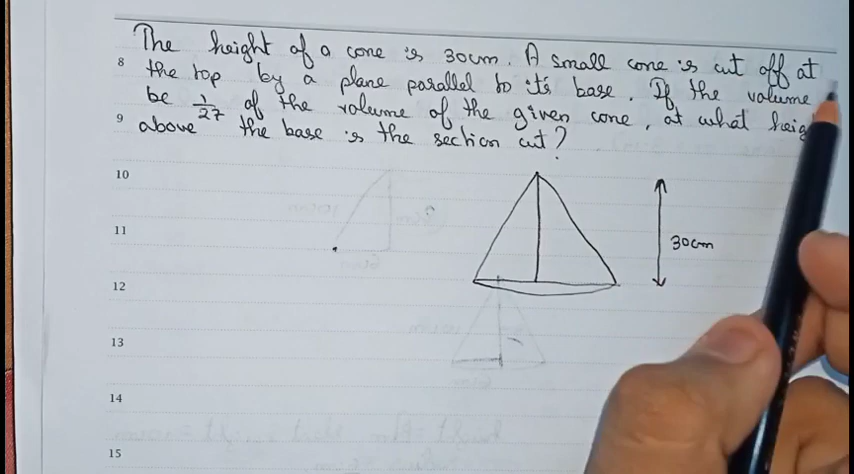 The height of a cone is 30cm. A small cone is cut off at
8 the top by a plane parallel to it's base. If the volume
be 1/27 of the volume of the given cone, at what heig
9 above the base is the section cut?
10
11
30cm
12
13
14
15